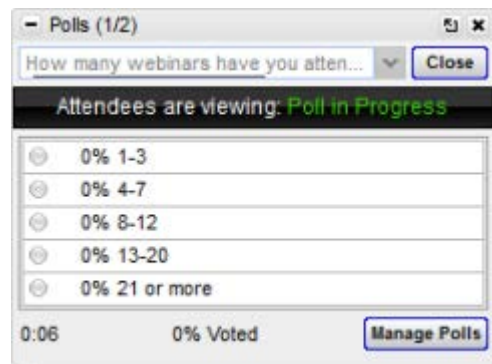 Polls (1/2)
How many webinars have you atten... Close
Attendees are viewing: Poll in Progress
0% 1-3
0% 4-7
0% 8-12
0% 13-20
0% 21 or more
0:06 0% Voted Manage Polls